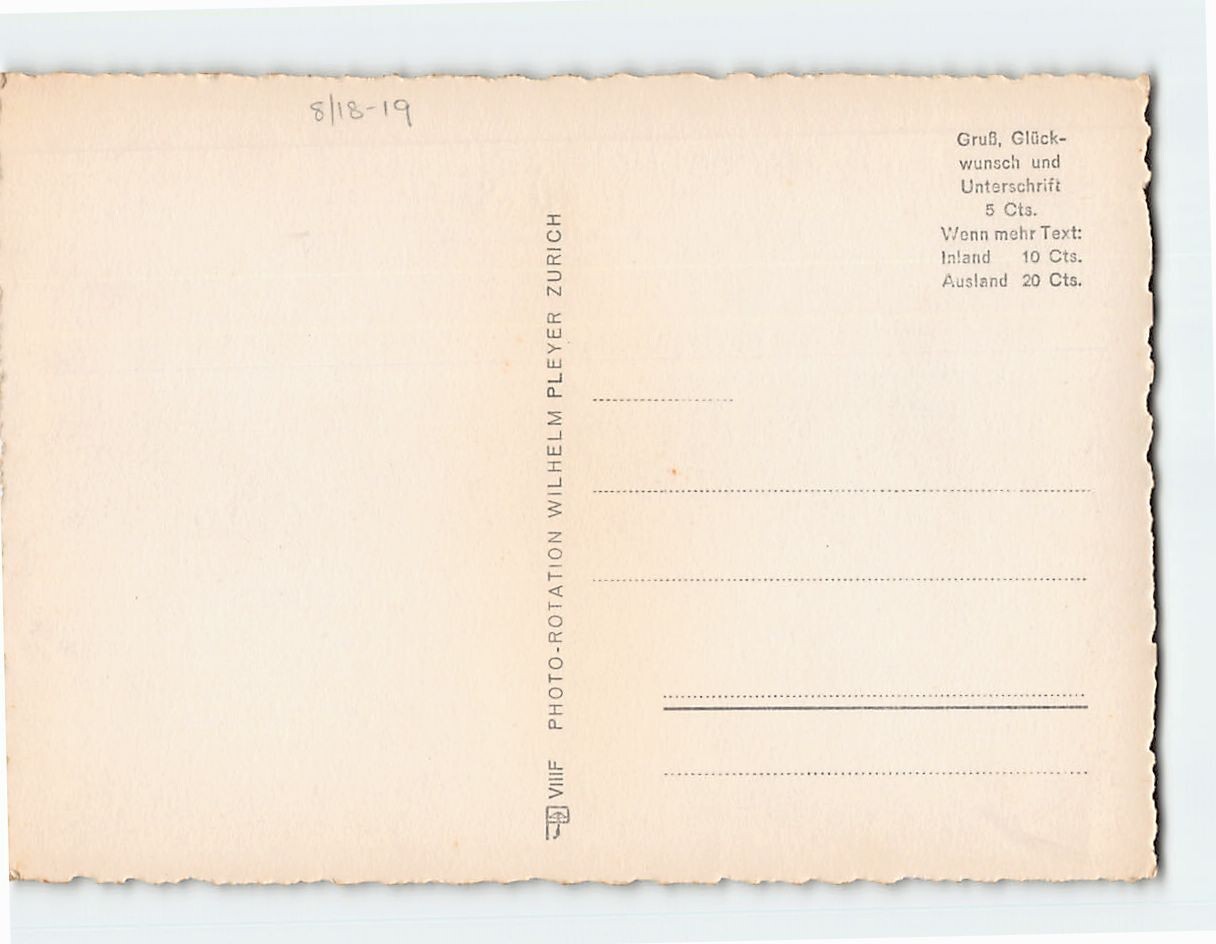 8/18-19
Gruß, Glück-
wunsch und
Unterschrift
5 Cts.
Wenn mehr Text:
Inland 10 Cts.
Ausland 20 Cts.
VIIIF PHOTO-ROTATION WILHELM PLEYER ZURICH